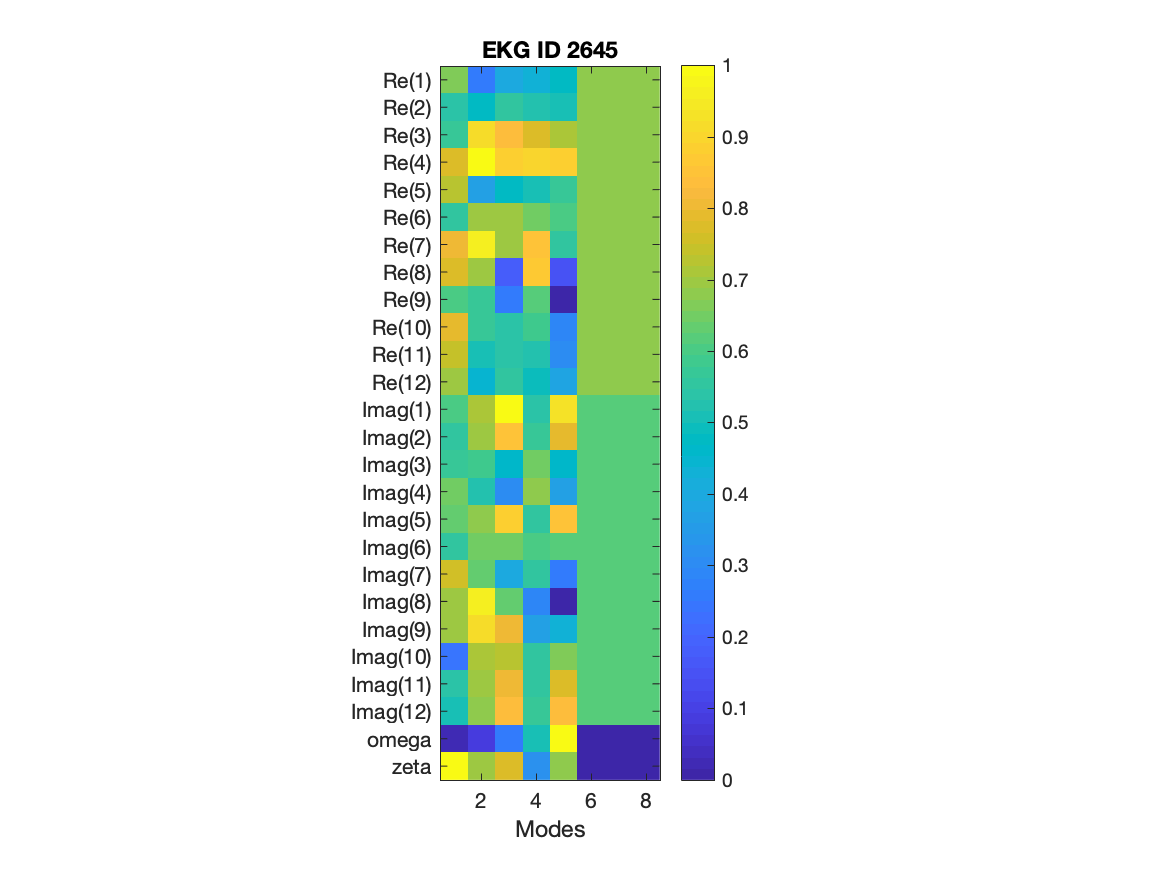 EKG ID 2645
Re(1)
Re(2)
Re(3)
Re(4)
Re(5)
Re(6)
Re(7)
Re(8)
Re(9)
Re(10)
Re(11)
Re(12)
Imag(1)
Imag(2)
Imag(3)
Imag(4)
Imag(5)
Imag(6)
Imag(7)
Imag(8)
Imag(9)
Imag(10)
Imag(11)
Imag(12)
omega
zeta
2 4 6 8
Modes
1
0.9
0.8
0.7
0.6
0.5
0.4
0.3
0.2
0.1
0